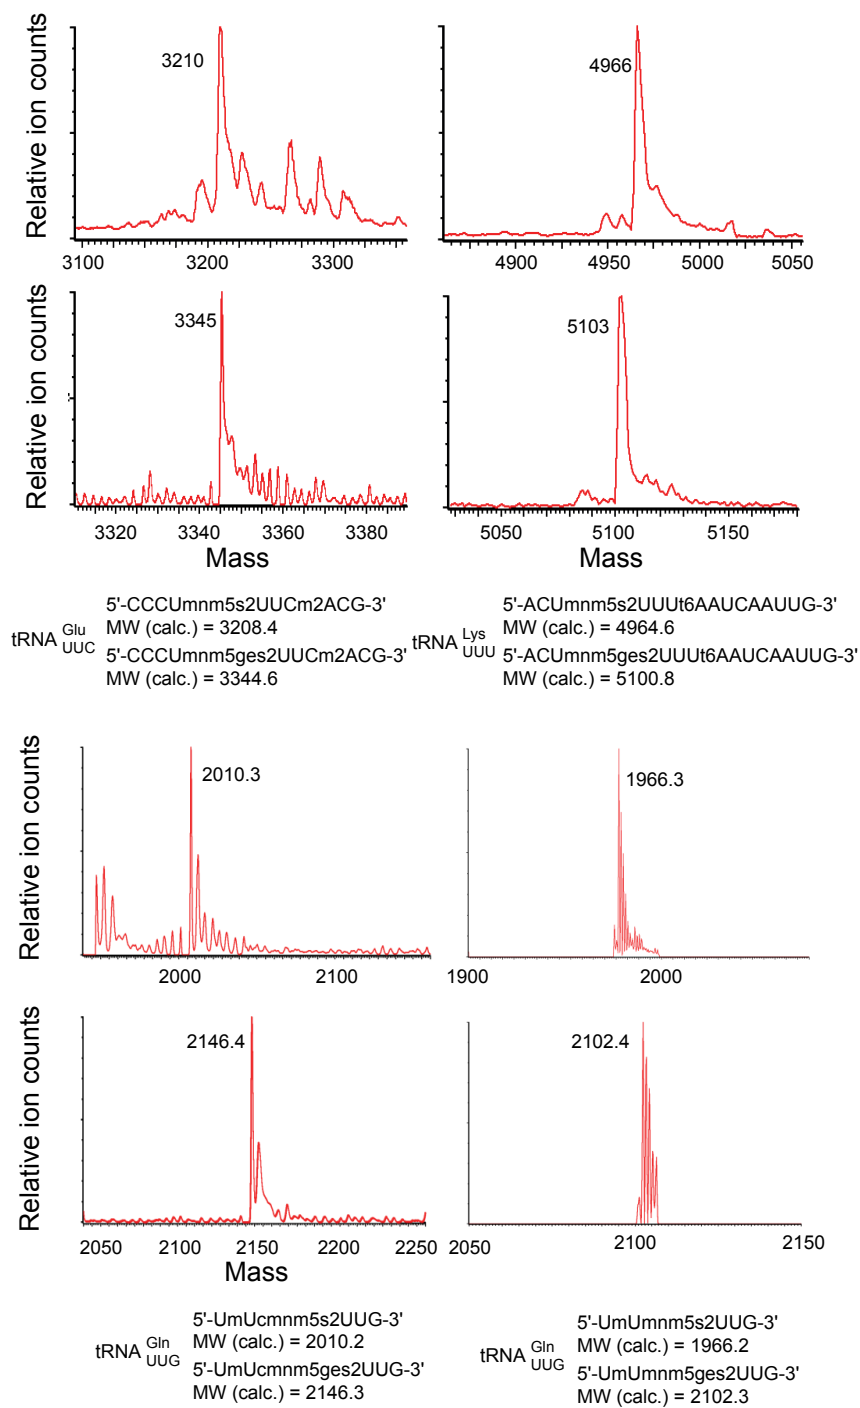 Relative ion counts
3210
3100 3200 3300
4966
4900 4950 5000 5050
Relative ion counts
3345
3320 3340 3360 3380
Mass
5103
5050 5100 5150
Mass
tRNA Glu UUC
5'-CCCUmnm5s2UUCm2ACG-3'
MW (calc.) = 3208.4
5'-CCCUmnm5ges2UUCm2ACG-3'
MW (calc.) = 3344.6
tRNA Lys UUU
5'-ACUmnm5s2UUUt6AAUCAAUUG-3'
MW (calc.) = 4964.6
5'-ACUmnm5ges2UUUt6AAUCAAUUG-3'
MW (calc.) = 5100.8
Relative ion counts
2010.3
2000 2100
1966.3
1900 2000
Relative ion counts
2146.4
2050 2100 2150 2200 2250
Mass
2102.4
2050 2100 2150
tRNA Gln UUG
5'-UmUcmnm5s2UUG-3'
MW (calc.) = 2010.2
5'-UmUcmnm5ges2UUG-3'
MW (calc.) = 2146.3
tRNA Gln UUG
5'-UmUmnm5s2UUG-3'
MW (calc.) = 1966.2
5'-UmUmnm5ges2UUG-3'
MW (calc.) = 2102.3